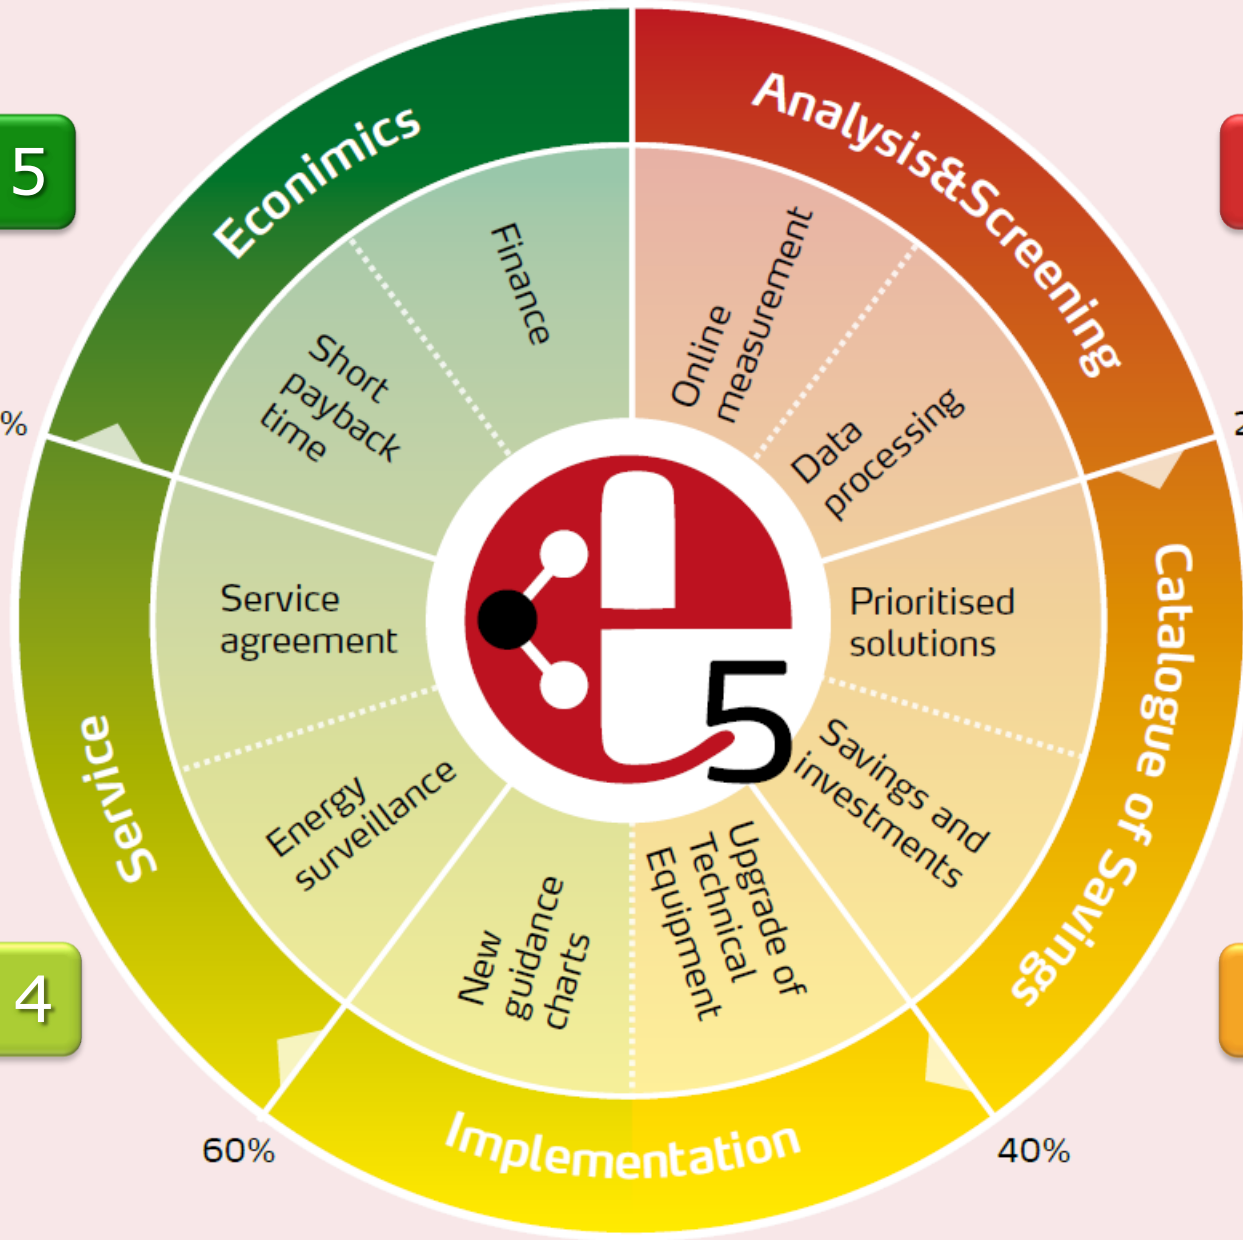 Analysis&Screening
Online
measurement
Data
processing
Catalogue of Savings
Prioritised
solutions
Savings and
investments
Implementation
Upgrade of
Technical
Equipment
New
guidance
charts
Service
Energy
surveillance
Service
agreement
Econimics
Short
payback
time
Finance
e
5
5
4
%
2
40%
60%